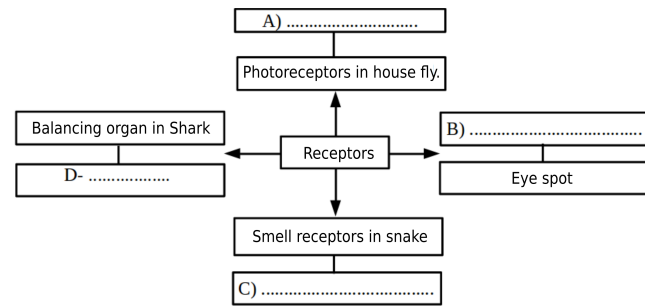 A) ............................
Photoreceptors in house fly.
Balancing organ in Shark
B) ......................................
Receptors
D- ..................
Eye spot
Smell receptors in snake
C) ......................................